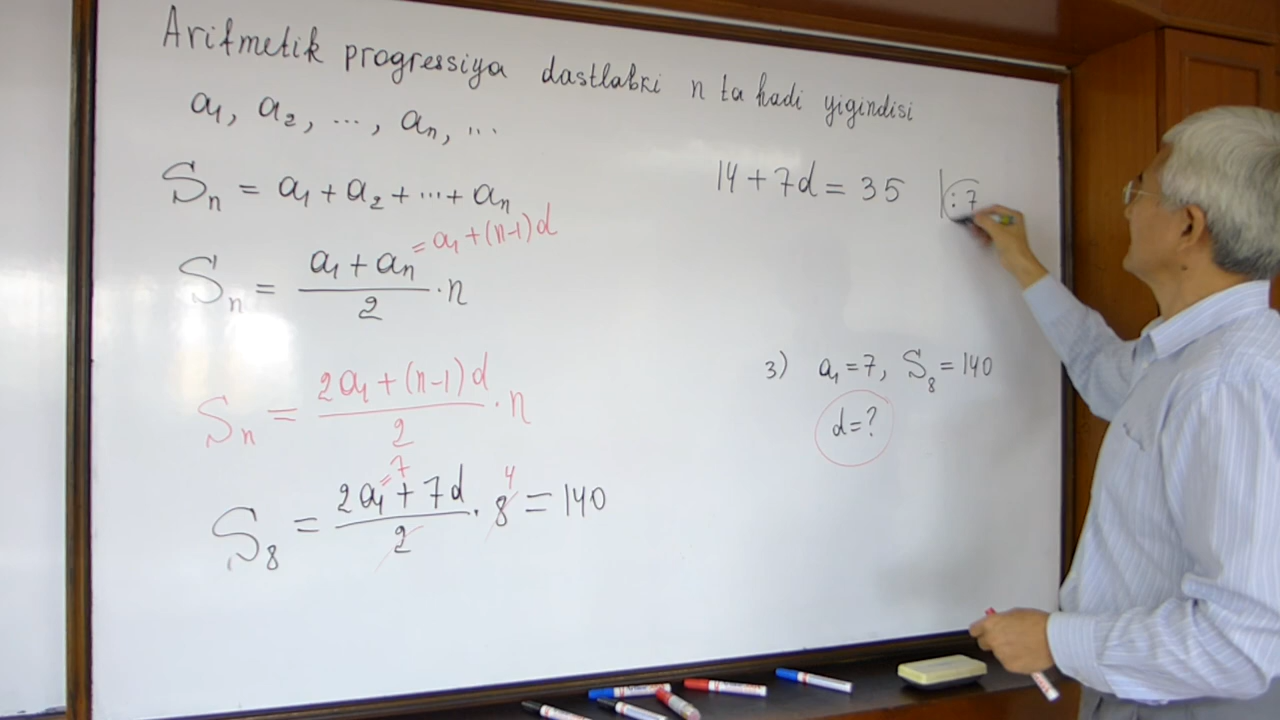 Arifmetik progressiya dastlabki n ta hadi yigindisi
a₁, a₂, ..., aₙ, ...
Sₙ = a₁ + a₂ + ... + aₙ
Sₙ = (a₁ + aₙ)/2 · n
= a₁ + (n-1)d
Sₙ = (2a₁ + (n-1)d)/2 · n
= 7
4
S₈ = (2a₁ + 7d)/2 · 8 = 140
14 + 7d = 35 | : 7
3) a₁ = 7, S₈ = 140
d = ?